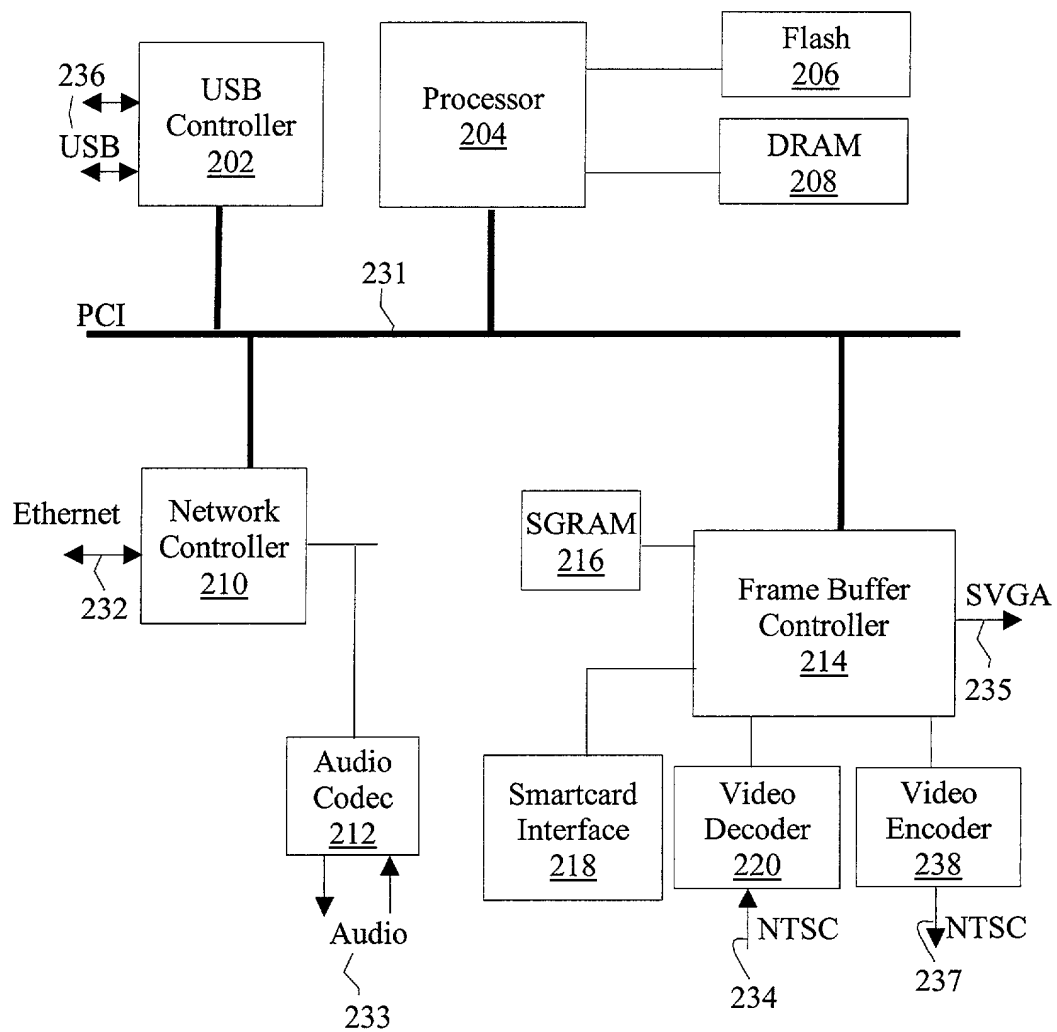 USB
Controller
202
236
USB
Processor
204
Flash
206
DRAM
208
PCI
231
Ethernet
232
Network
Controller
210
SGRAM
216
Frame Buffer
Controller
214
SVGA
235
Audio
Codec
212
Audio
233
Smartcard
Interface
218
Video
Decoder
220
NTSC
234
Video
Encoder
238
NTSC
237